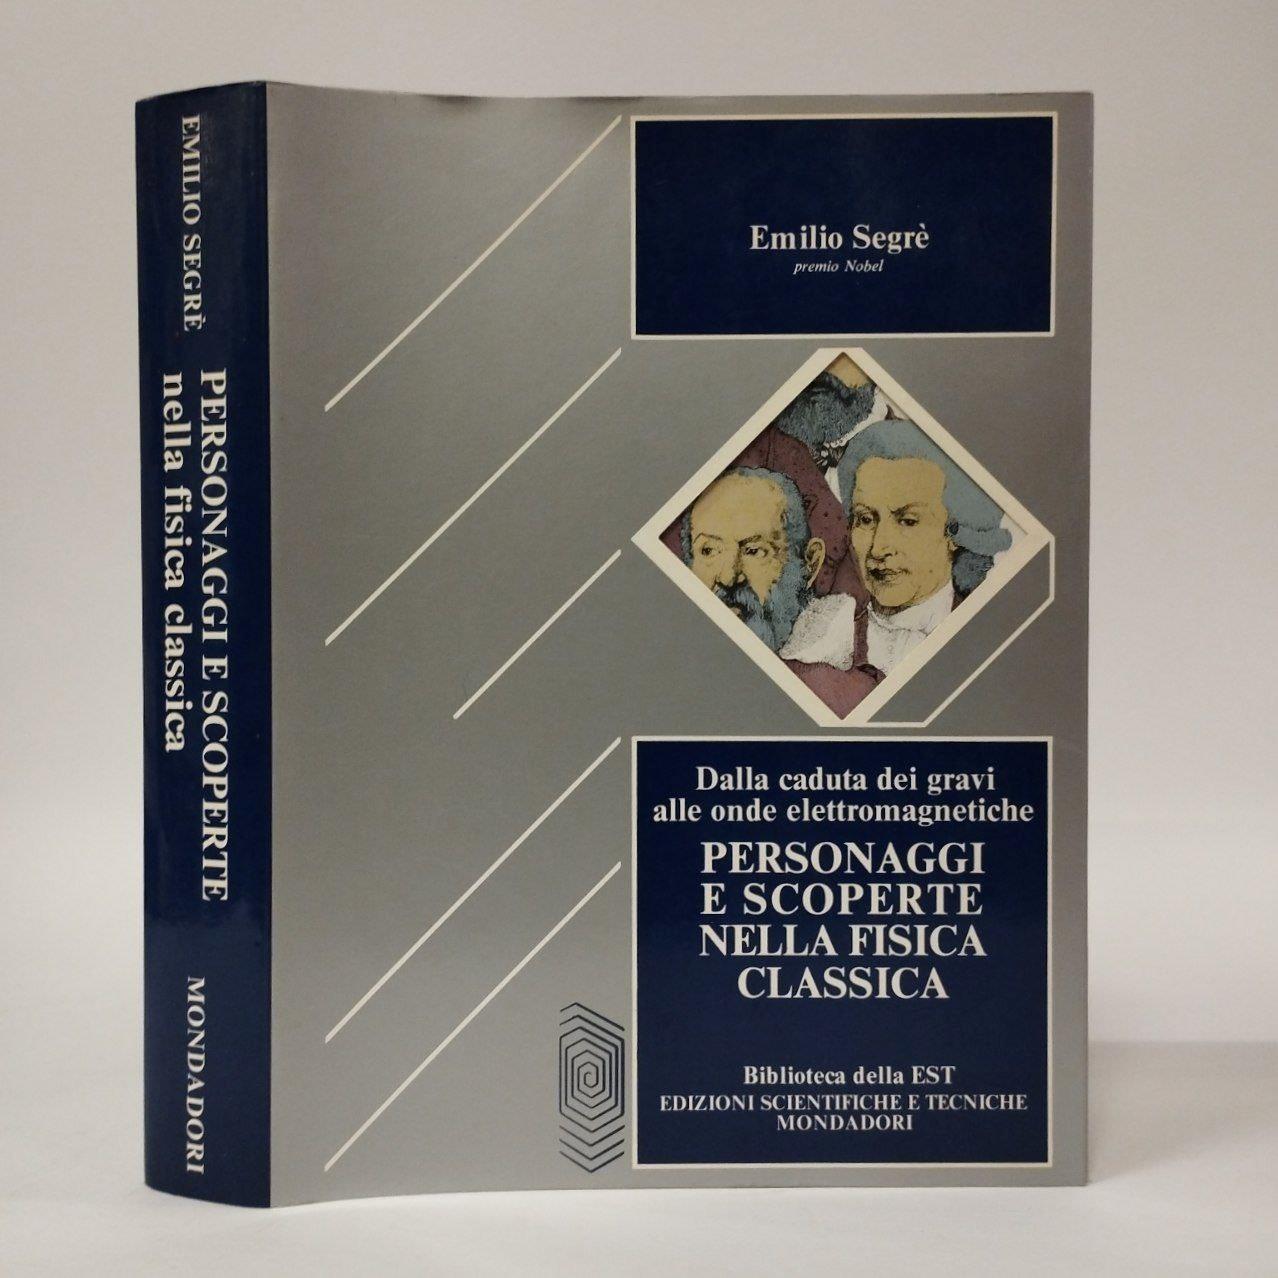 EMILIO SEGRÈ
PERSONAGGI E SCOPERTE
nella fisica classica
MONDADORI
Emilio Segrè
premio Nobel
Dalla caduta dei gravi
alle onde elettromagnetiche
PERSONAGGI
E SCOPERTE
NELLA FISICA
CLASSICA
Biblioteca della EST
EDIZIONI SCIENTIFICHE E TECNICHE
MONDADORI